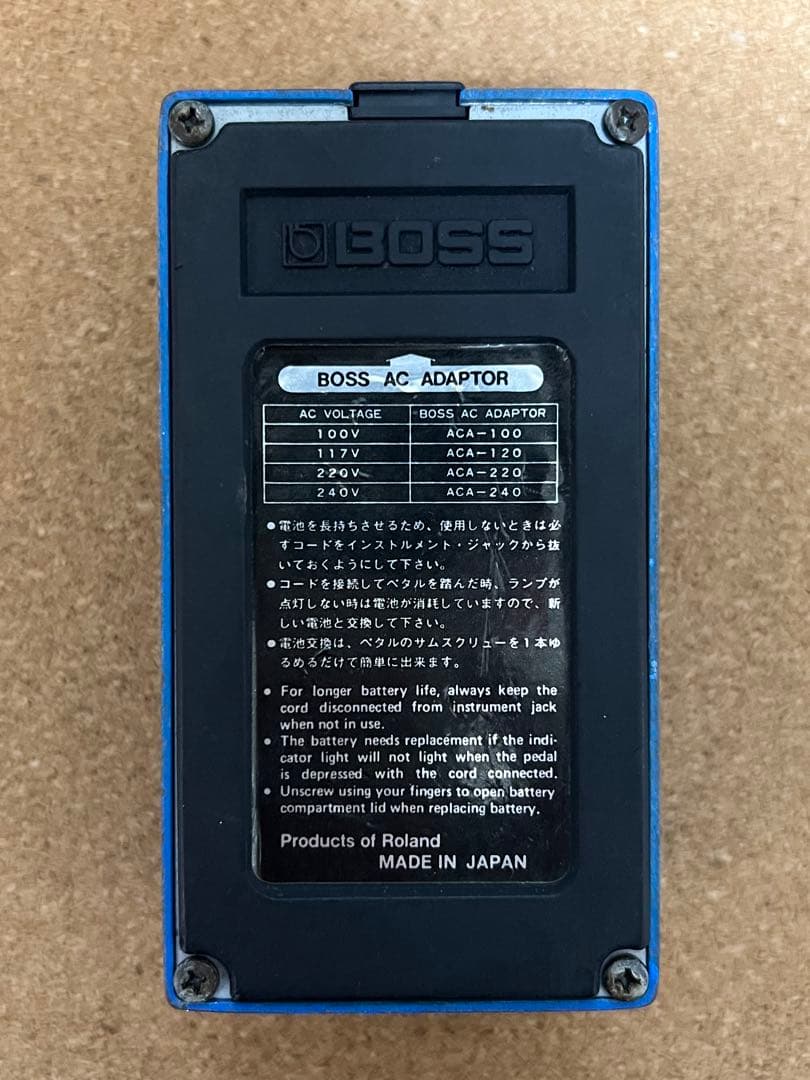 BOSS
BOSS AC ADAPTOR
AC VOLTAGE BOSS AC ADAPTOR
100V ACA-100
117V ACA-120
220V ACA-220
240V ACA-240
●電池を長持ちさせるため、使用しないときは必
ずコードをインストルメント・ジャックから抜
いておくようにして下さい。
●コードを接続してペタルを踏んだ時、ランプが
点灯しない時は電池が消耗していますので、新
しい電池と交換して下さい。
●電池交換は、ペタルのサムスクリューを1本ゆ
るめるだけで簡単に出来ます。
● For longer battery life, always keep the
cord disconnected from instrument jack
when not in use.
● The battery needs replacement if the indi-
cator light will not light when the pedal
is depressed with the cord connected.
● Unscrew using your fingers to open battery
compartment lid when replacing battery.
Products of Roland
MADE IN JAPAN